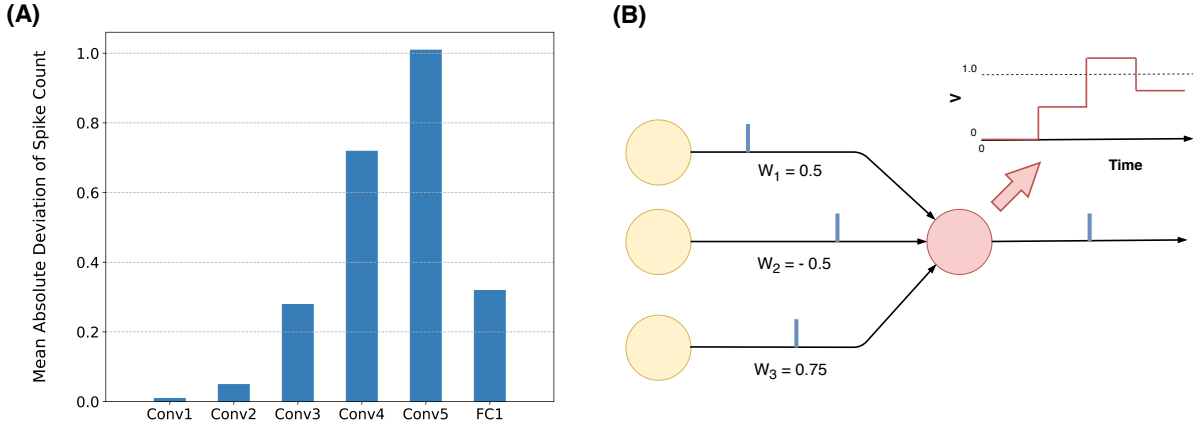 (A)
Mean Absolute Deviation of Spike Count
1.0
0.8
0.6
0.4
0.2
0.0
Conv1 Conv2 Conv3 Conv4 Conv5 FC1
(B)
1.0
V
0
0
Time
W1 = 0.5
W2 = - 0.5
W3 = 0.75